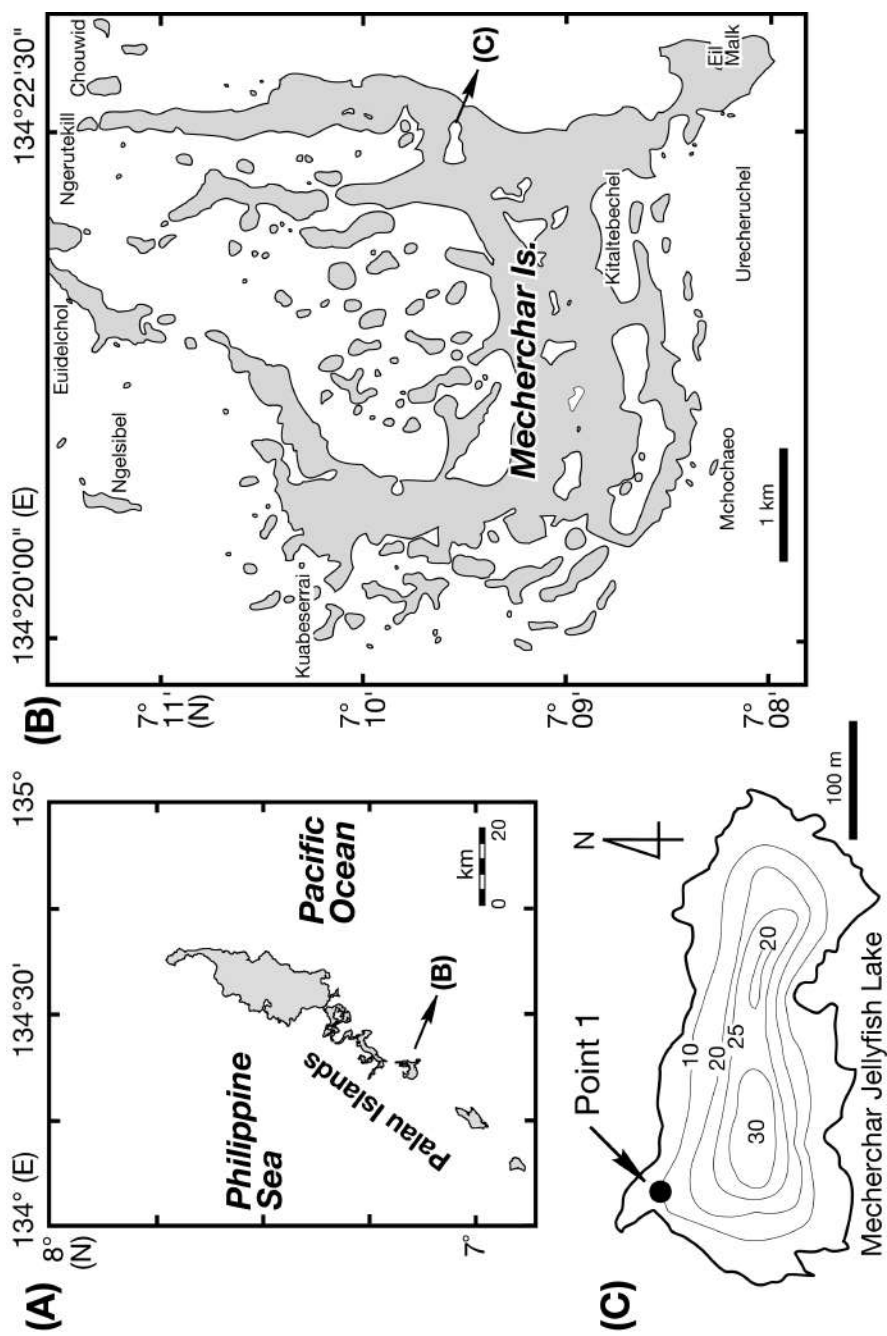 (A)
134° (E)
134°30'
135°
8°
(N)
7°
Philippine
Sea
Pacific
Ocean
Palau Islands
(B)
km
0
20
(B)
134°20'00" (E)
134°22'30"
7°
11'
(N)
7°
10'
7°
09'
7°
08'
Ngelsibel
Euidelchol
Ngerutekill
Chouwid
Kuabeserrai
(C)
Mecherchar Is.
Kitaltebechel
Eil
Malk
Mchochaeo
Urecheruchel
1 km
(C)
Point 1
N
10
20
25
30
20
100 m
Mecherchar Jellyfish Lake